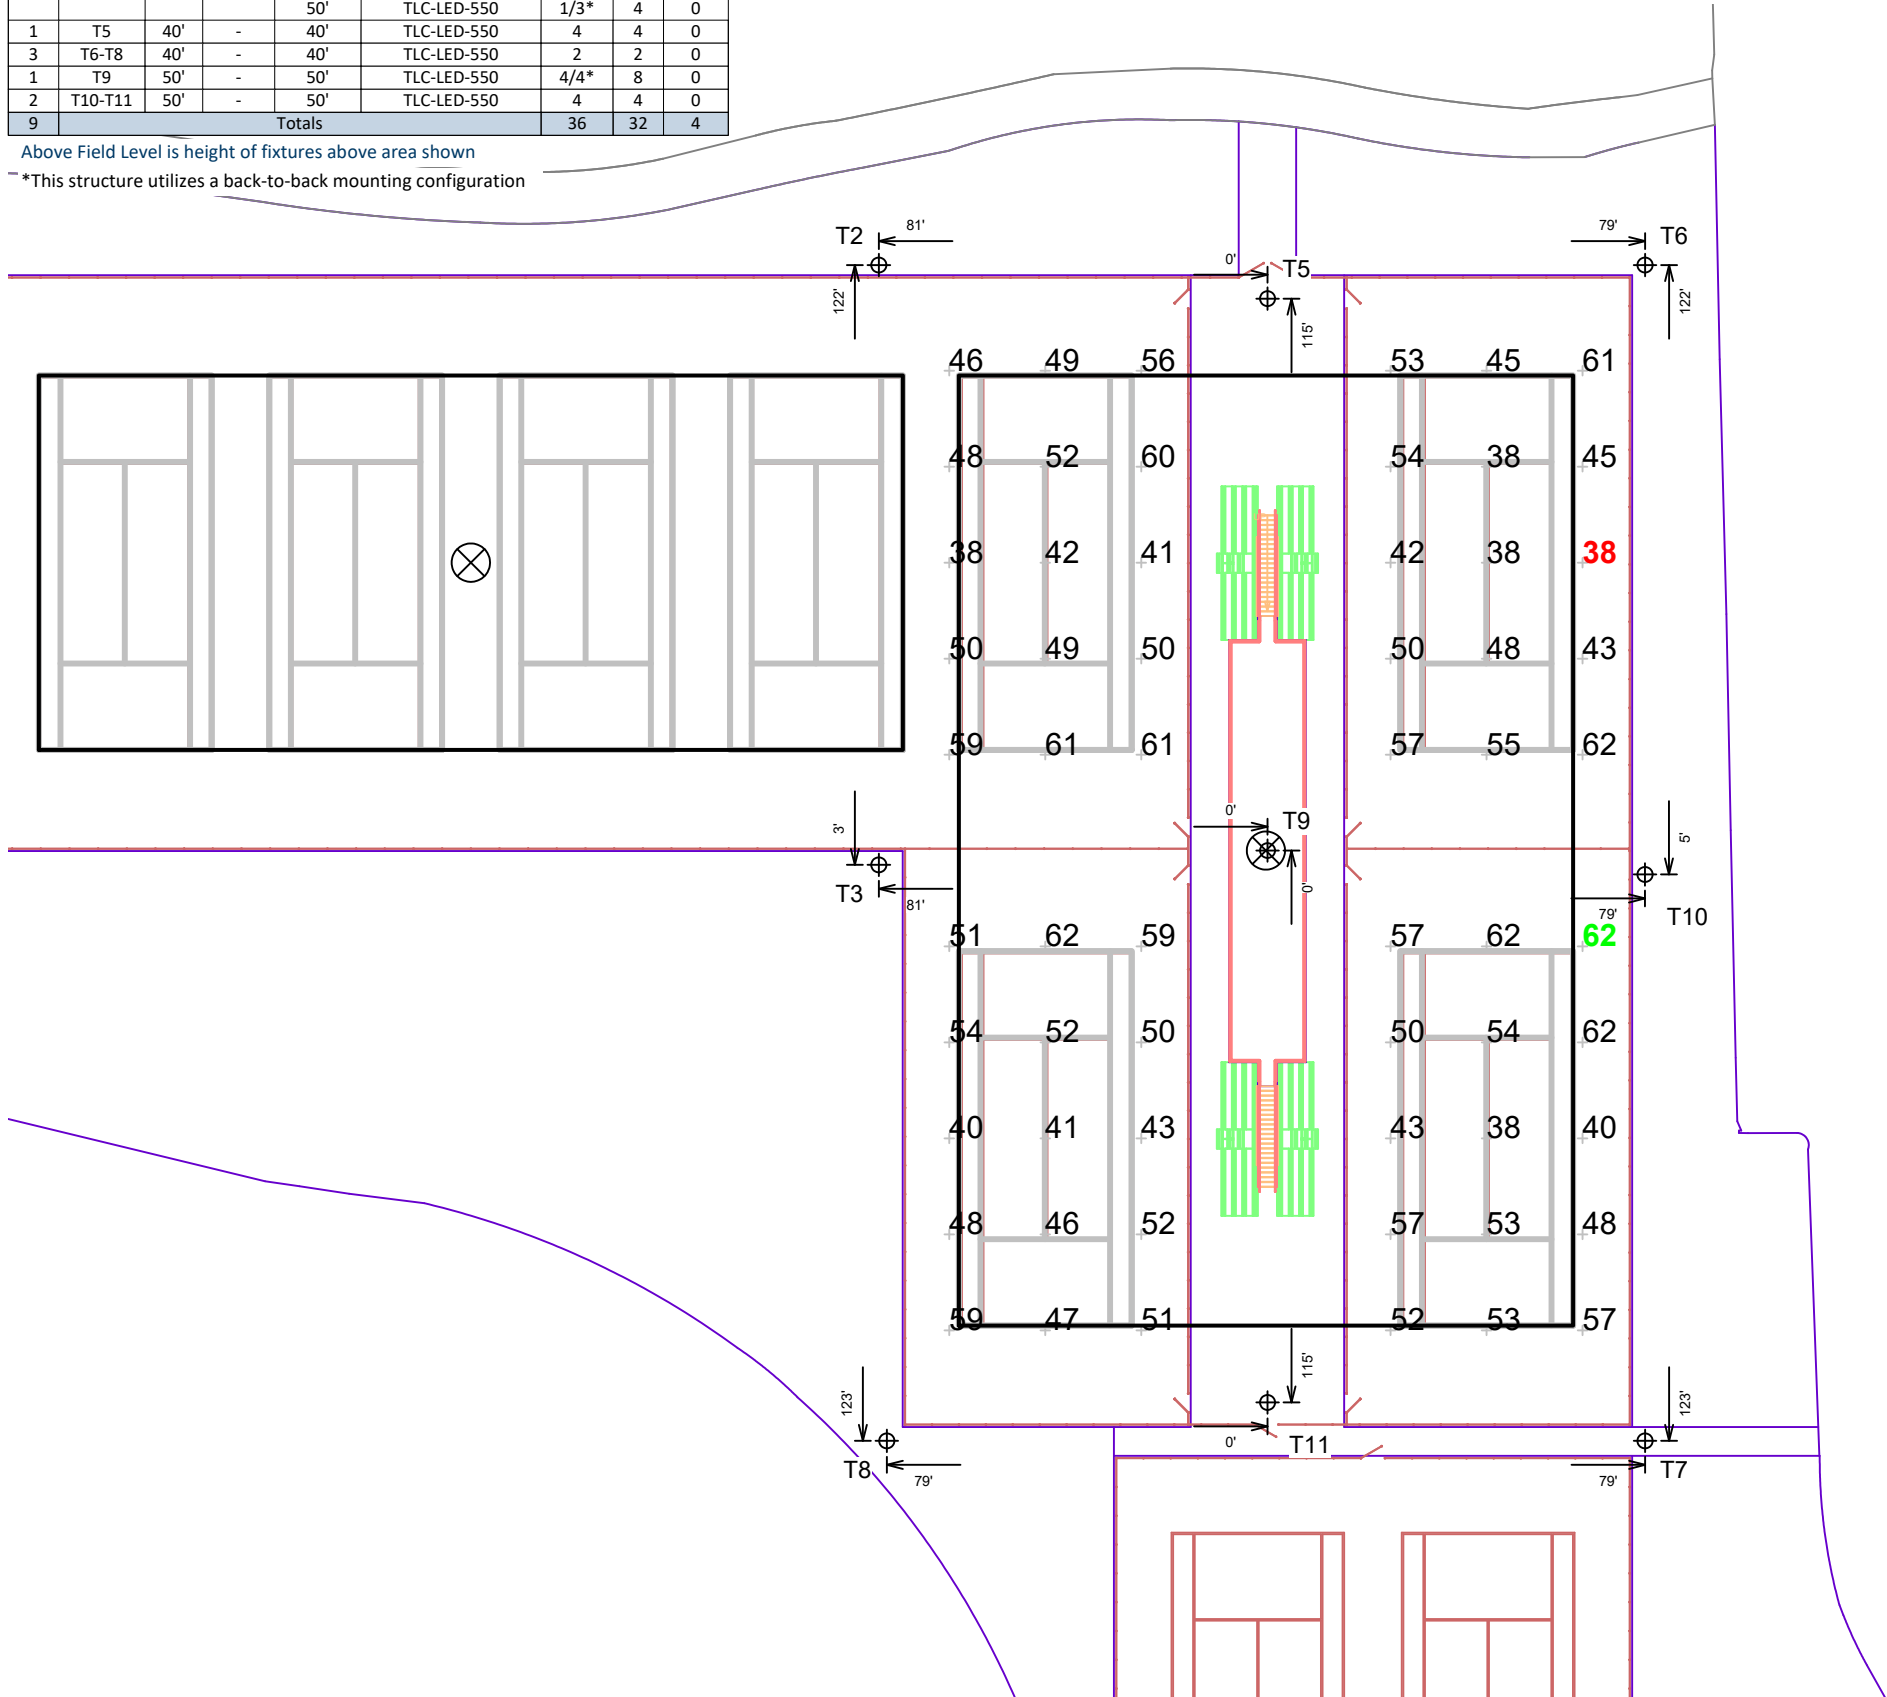 50' TLC-LED-550 1/3* 4 0
1 T5 40' - 40' TLC-LED-550 4 4 0
3 T6-T8 40' - 40' TLC-LED-550 2 2 0
1 T9 50' - 50' TLC-LED-550 4/4* 8 0
2 T10-T11 50' - 50' TLC-LED-550 4 4 0
9 Totals 36 32 4
Above Field Level is height of fixtures above area shown
*This structure utilizes a back-to-back mounting configuration
T2 81' 79' T6
0' T5
122' 122'
115'
46 49 56 53 45 61
48 52 60 54 38 45
38 42 41 42 38 38
50 49 50 50 48 43
59 61 61 57 55 62
0' T9
3' 5'
T3 81' 0' 79' T10
51 62 59 57 62 62
54 52 50 50 54 62
40 41 43 43 38 40
48 46 52 57 53 48
59 47 51 52 53 57
115'
123' 123'
0' T11
T8 79' 79' T7